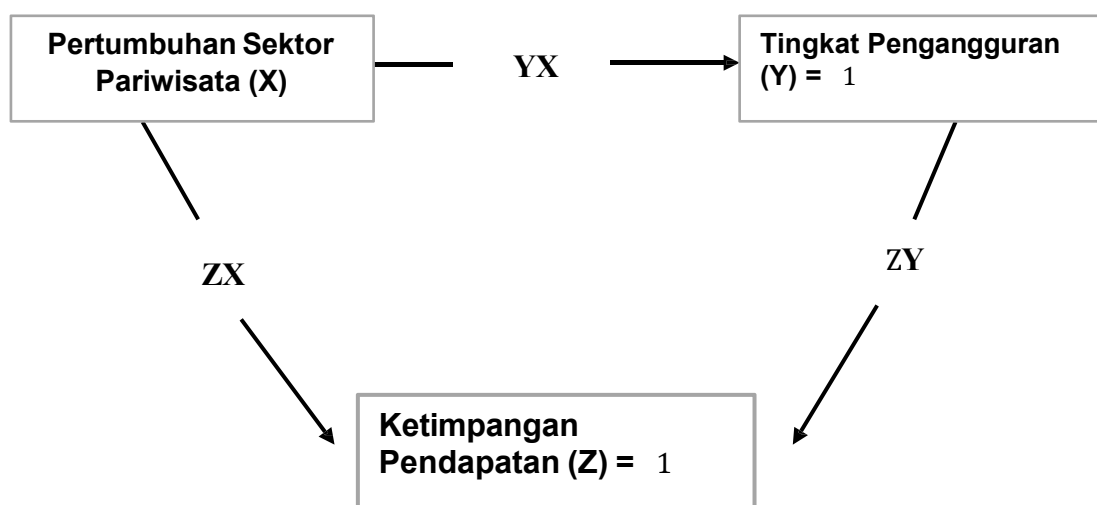 Pertumbuhan Sektor
Pariwisata (X)
YX
Tingkat Pengangguran
(Y) = 1
ZX
ZY
Ketimpangan
Pendapatan (Z) = 1